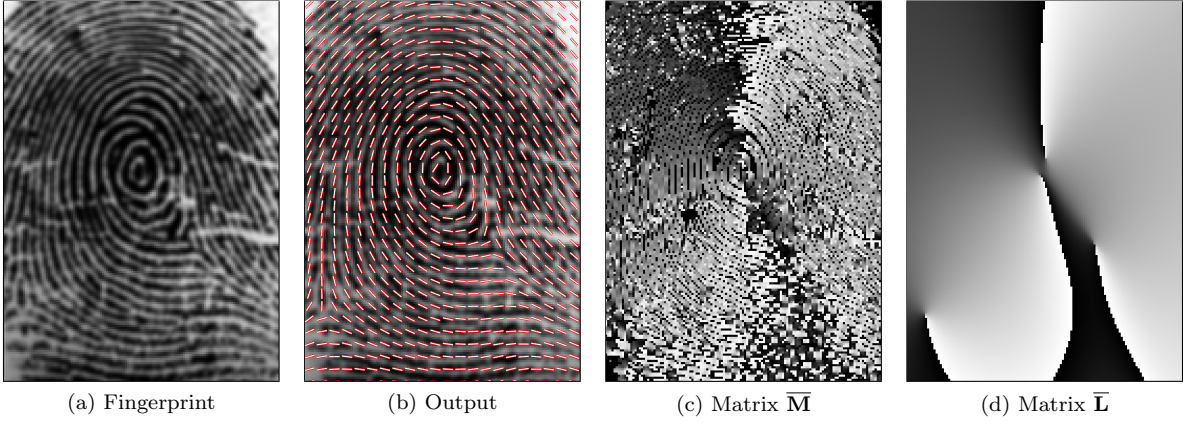 (a) Fingerprint
(b) Output
(c) Matrix M̅
(d) Matrix L̅